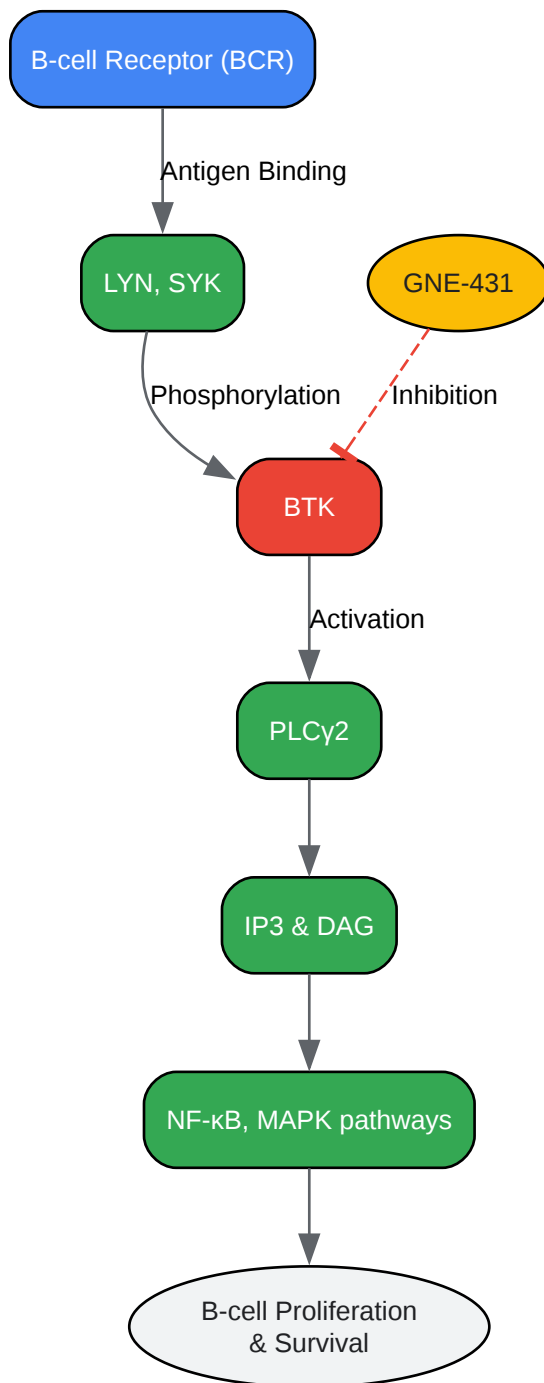 B-cell Receptor (BCR)
Antigen Binding
LYN, SYK
GNE-431
Phosphorylation
Inhibition
BTK
Activation
PLCγ2
IP3 & DAG
NF-κB, MAPK pathways
B-cell Proliferation
& Survival